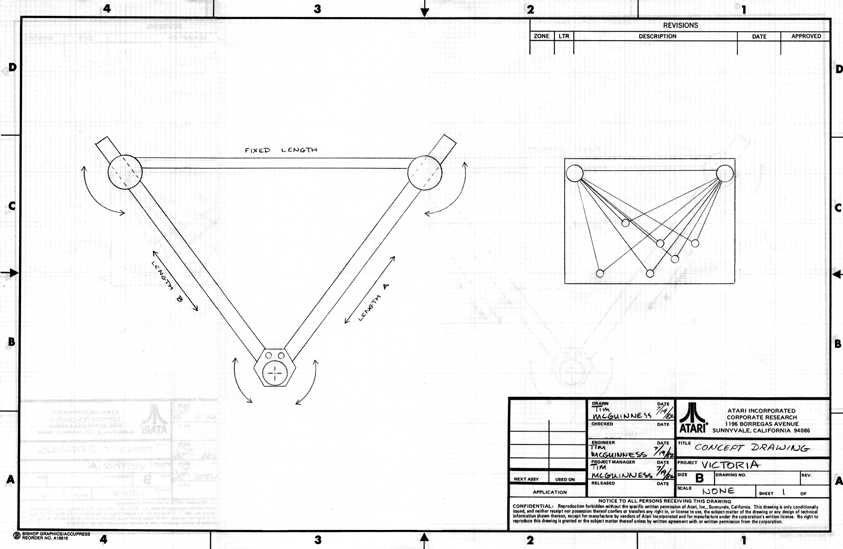 4 3 2 1
REVISIONS
ZONE LTR DESCRIPTION DATE APPROVED
D D
FIXED LENGTH
C C
LENGTH B
LENGTH A
B B
A A
DRAWN DATE
TIM
MCGUINNESS 7/19/82
CHECKED DATE
ENGINEER DATE
TIM
MCGUINNESS 7/19/82
PROJECT MANAGER DATE
TIM
MCGUINNESS 7/19/82
RELEASED DATE
NEXT ASSY USED ON
APPLICATION
ATARI
ATARI INCORPORATED
CORPORATE RESEARCH
1196 BORREGAS AVENUE
SUNNYVALE, CALIFORNIA 94086
TITLE CONCEPT DRAWING
PROJECT VICTORIA
SIZE B DRAWING NO. REV.
SCALE NONE SHEET 1 OF
NOTICE TO ALL PERSONS RECEIVING THIS DRAWING
CONFIDENTIAL: Reproduction forbidden without the specific written permission of Atari, Inc., Sunnyvale, California. This drawing is only conditionally
issued, and neither receipt nor possession thereof confers or transfers any right in, or license to use, the subject matter of the drawing or any design of technical
information shown thereon, except for manufacture by vendors of Atari Incorporated and for manufacture under the corporation's written license. No right to
reproduce this drawing is granted or the subject matter thereof unless by written agreement with or written permission from the corporation.
BISHOP GRAPHICS/ACCUPRESS
REORDER NO.
4 3 2 1